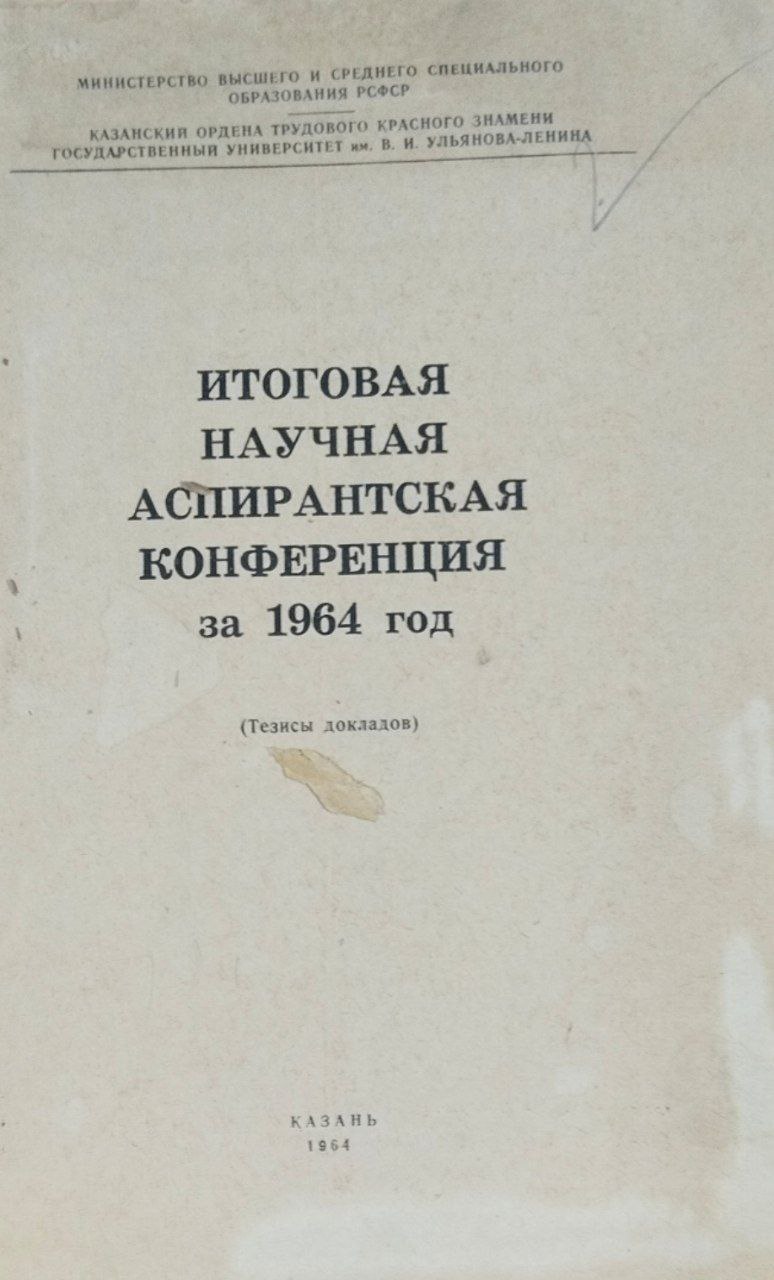 МИНИСТЕРСТВО ВЫСШЕГО И СРЕДНЕГО СПЕЦИАЛЬНОГО
ОБРАЗОВАНИЯ РСФСР
КАЗАНСКИЙ ОРДЕНА ТРУДОВОГО КРАСНОГО ЗНАМЕНИ
ГОСУДАРСТВЕННЫЙ УНИВЕРСИТЕТ им. В. И. УЛЬЯНОВА-ЛЕНИНА
ИТОГОВАЯ
НАУЧНАЯ
АСПИРАНТСКАЯ
КОНФЕРЕНЦИЯ
за 1964 год
(Тезисы докладов)
КАЗАНЬ
1964